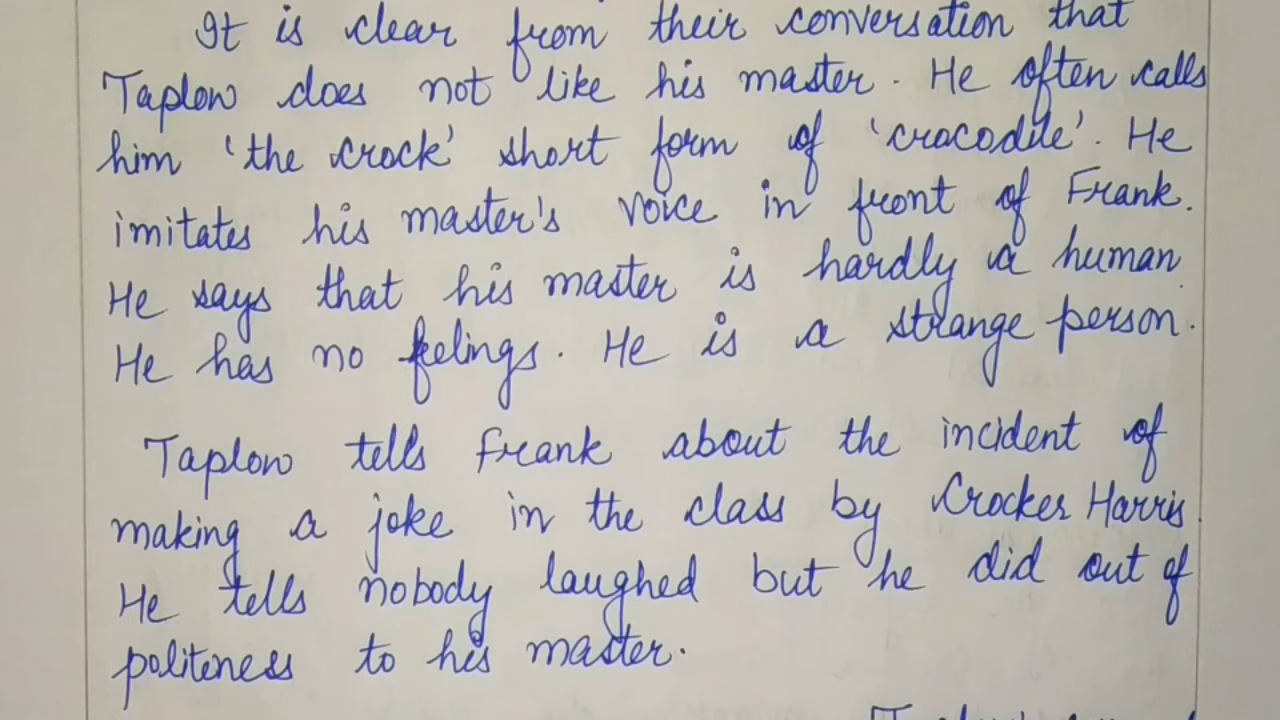 It is clear from their conversation that
Taplow does not like his master. He often calls
him 'the crock' short form of 'crocodile'. He
imitates his master's voice in front of Frank.
He says that his master is hardly a human.
He has no feelings. He is a strange person.
Taplow tells Frank about the incident of
making a joke in the class by Crocker Harris.
He tells nobody laughed but he did out of
politeness to his master.